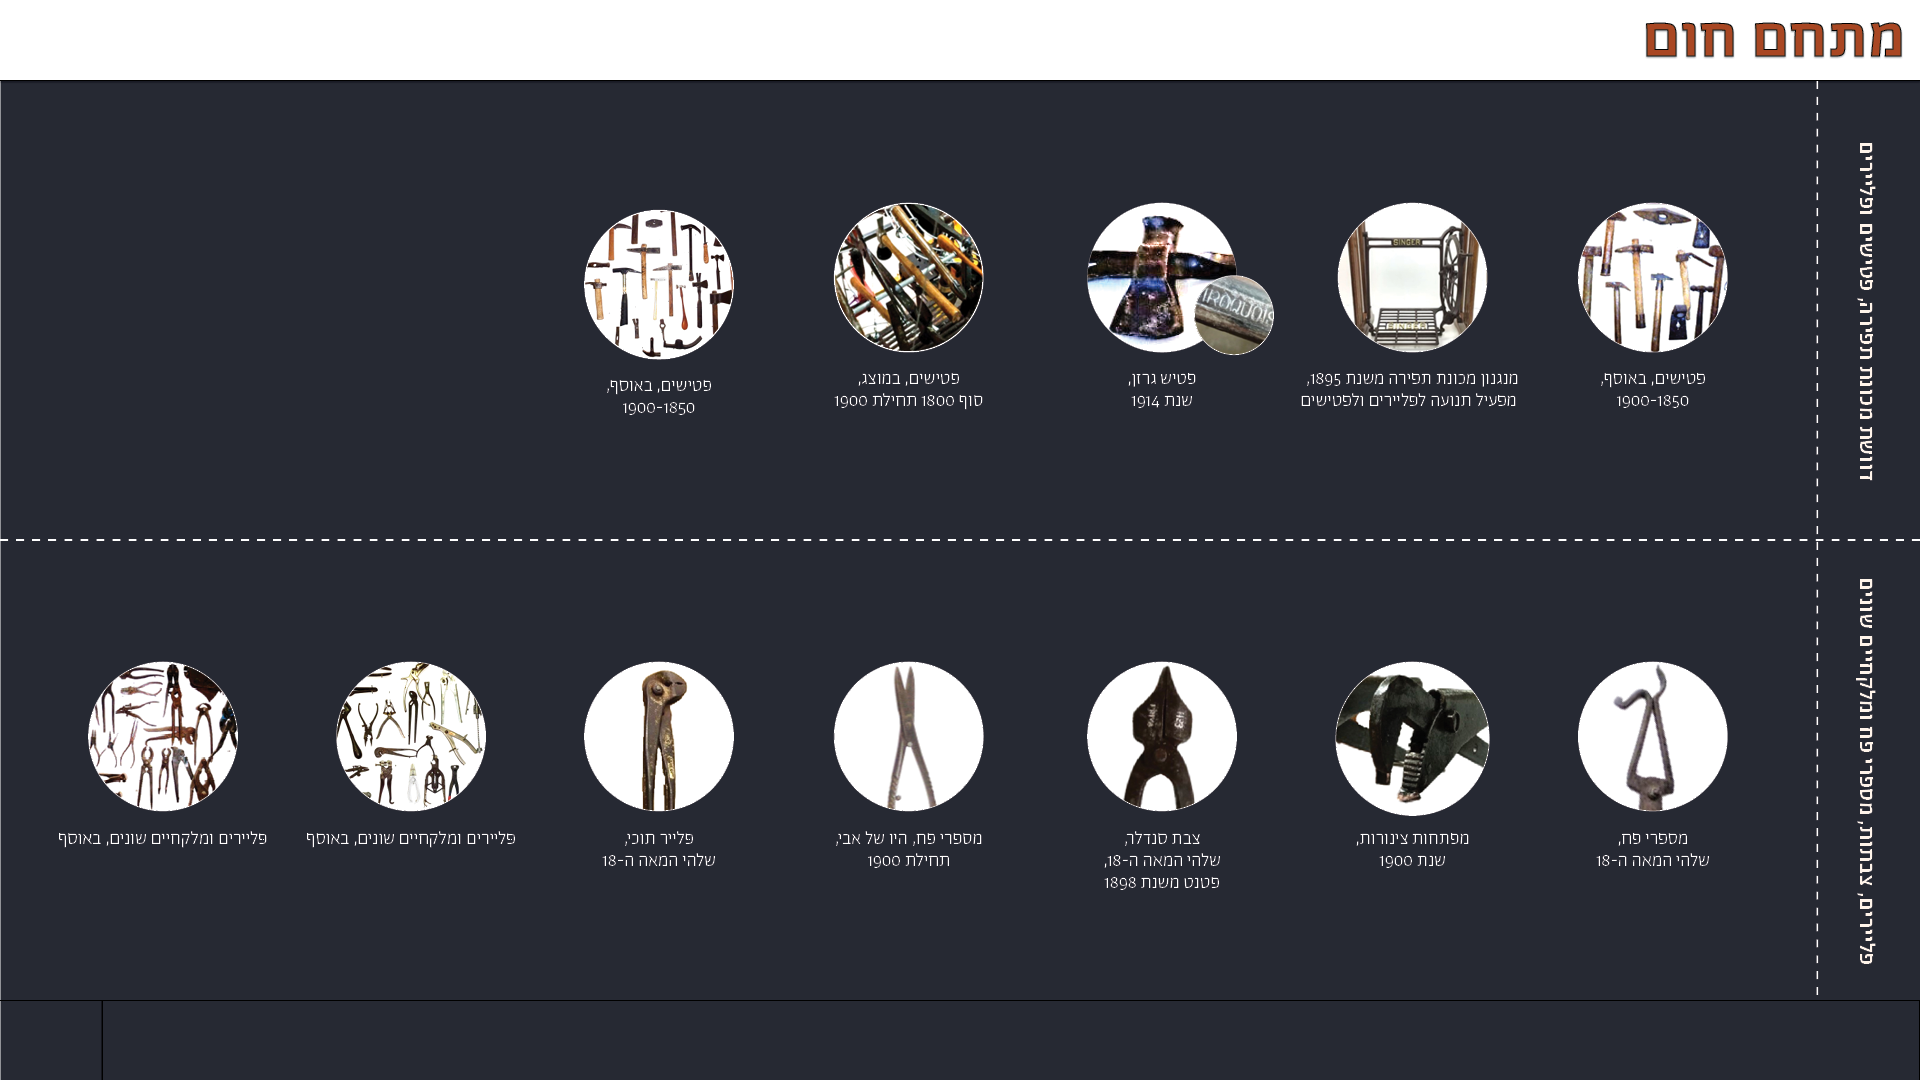 מתחם חום
דוושת מכונת תפירה, פטישים ופליירים
פטישים, באוסף,
1900-1850
SINGER
SINGER
מנגנון מכונת תפירה משנת 1895,
מפעיל תנועה לפליירים ולפטישים
IROQUOIS
פטיש גרזן,
שנת 1914
פטישים, במוצג,
סוף 1800 תחילת 1900
פטישים, באוסף,
1900-1850
פליירים, צבתות, מספרי פח ומלקחיים שונים
מספרי פח,
שלהי המאה ה-18
מפתחות צינורות,
שנת 1900
צבת סנדלר,
שלהי המאה ה-18,
פטנט משנת 1898
מספרי פח, היו של אבי,
תחילת 1900
פלייר תוכי,
שלהי המאה ה-18
פליירים ומלקחיים שונים, באוסף
פליירים ומלקחיים שונים, באוסף